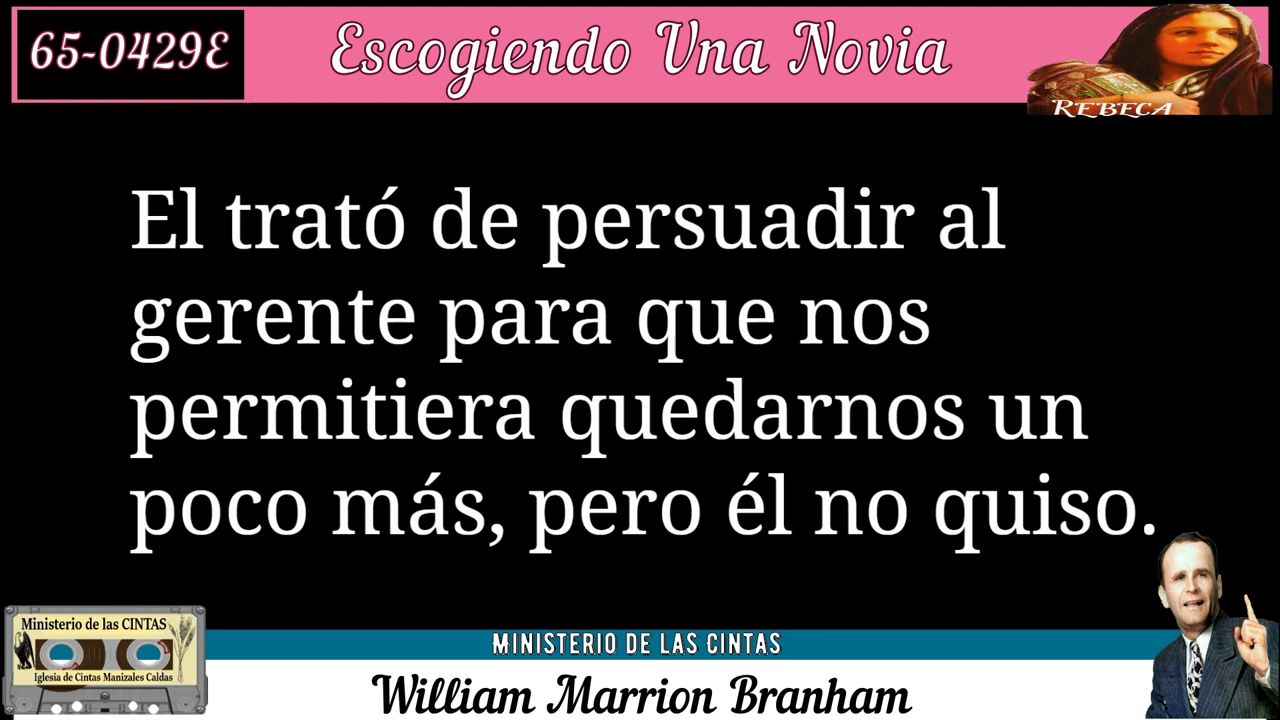 65-0429E
Escogiendo Una Novia
REBECA
El trató de persuadir al
gerente para que nos
permitiera quedarnos un
poco más, pero él no quiso.
Ministerio de las CINTAS
Iglesia de Cintas Manizales Caldas
MINISTERIO DE LAS CINTAS
William Marrion Branham